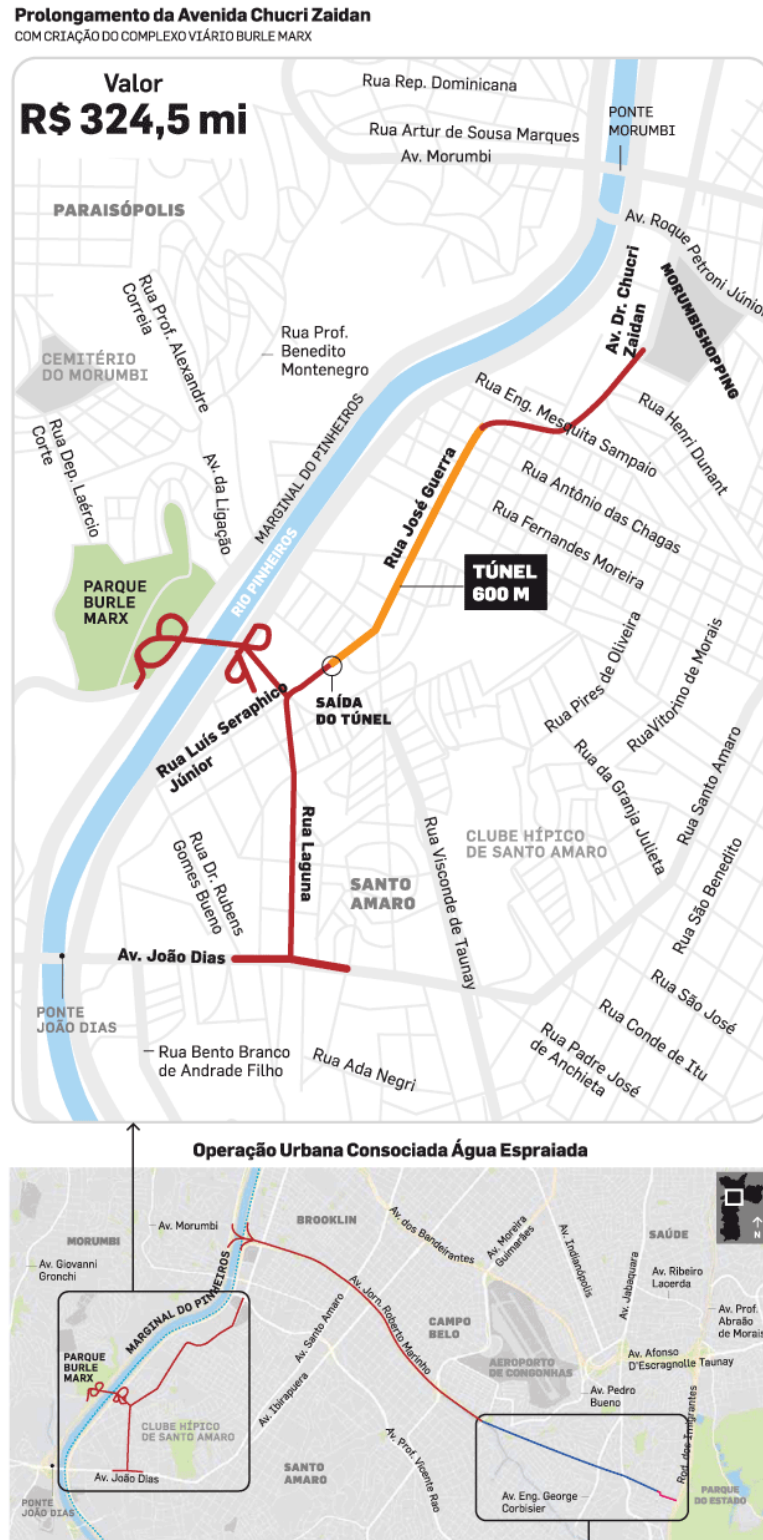 Prolongamento da Avenida Chucri Zaidan
COM CRIAÇÃO DO COMPLEXO VIÁRIO BURLE MARX
Valor
R$ 324,5 mi
Rua Rep. Dominicana
Rua Artur de Sousa Marques
Av. Morumbi
PONTE
MORUMBI
PARAISÓPOLIS
Av. Roque Petroni Júnior
MORUMBISHOPPING
Av. Dr. Chucri
Zaidan
Rua Prof. Alexandre
Correia
Rua Prof.
Benedito
Montenegro
CEMITÉRIO
DO MORUMBI
Rua Dep. Laércio
Corte
Av. da Ligação
MARGINAL DO PINHEIROS
RIO PINHEIROS
Rua Eng. Mesquita Sampaio
Rua Henri Dunant
Rua José Guerra
Rua Antônio das Chagas
Rua Fernandes Moreira
TÚNEL
600 M
PARQUE
BURLE
MARX
SAÍDA
DO TÚNEL
Rua Luís Seraphico
Júnior
Rua Pires de Oliveira
Rua Vitorino de Morais
Rua da Granja Julieta
Rua Santo Amaro
Rua Laguna
Rua Dr. Rubens
Gomes Bueno
CLUBE HÍPICO
DE SANTO AMARO
SANTO
AMARO
Rua Visconde de Taunay
Rua São Benedito
Av. João Dias
PONTE
JOÃO DIAS
Rua São José
Rua Conde de Itu
Rua Padre José
de Anchieta
Rua Bento Branco
de Andrade Filho
Rua Ada Negri
Operação Urbana Consociada Água Espraiada
MORUMBI
Av. Morumbi
BROOKLIN
Av. dos Bandeirantes
Av. Moreira
Guimarães
Av. Indianópolis
SAÚDE
N
Av. Giovanni
Gronchi
MARGINAL DO PINHEIROS
Av. Jabaquara
Av. Ribeiro
Lacerda
Av. Jorn. Roberto Marinho
Av. Santo Amaro
CAMPO
BELO
Av. Prof.
Abraão
de Morais
AEROPORTO
DE CONGONHAS
Av. Afonso
D'Escragnolle Taunay
PARQUE
BURLE
MARX
Av. Ibirapuera
Av. Pedro
Bueno
CLUBE HÍPICO
DE SANTO AMARO
Rod. dos Imigrantes
SANTO
AMARO
Av. Prof. Vicente Rao
Av. João Dias
Av. Eng. George
Corbisier
PARQUE
DO ESTADO
PONTE
JOÃO DIAS